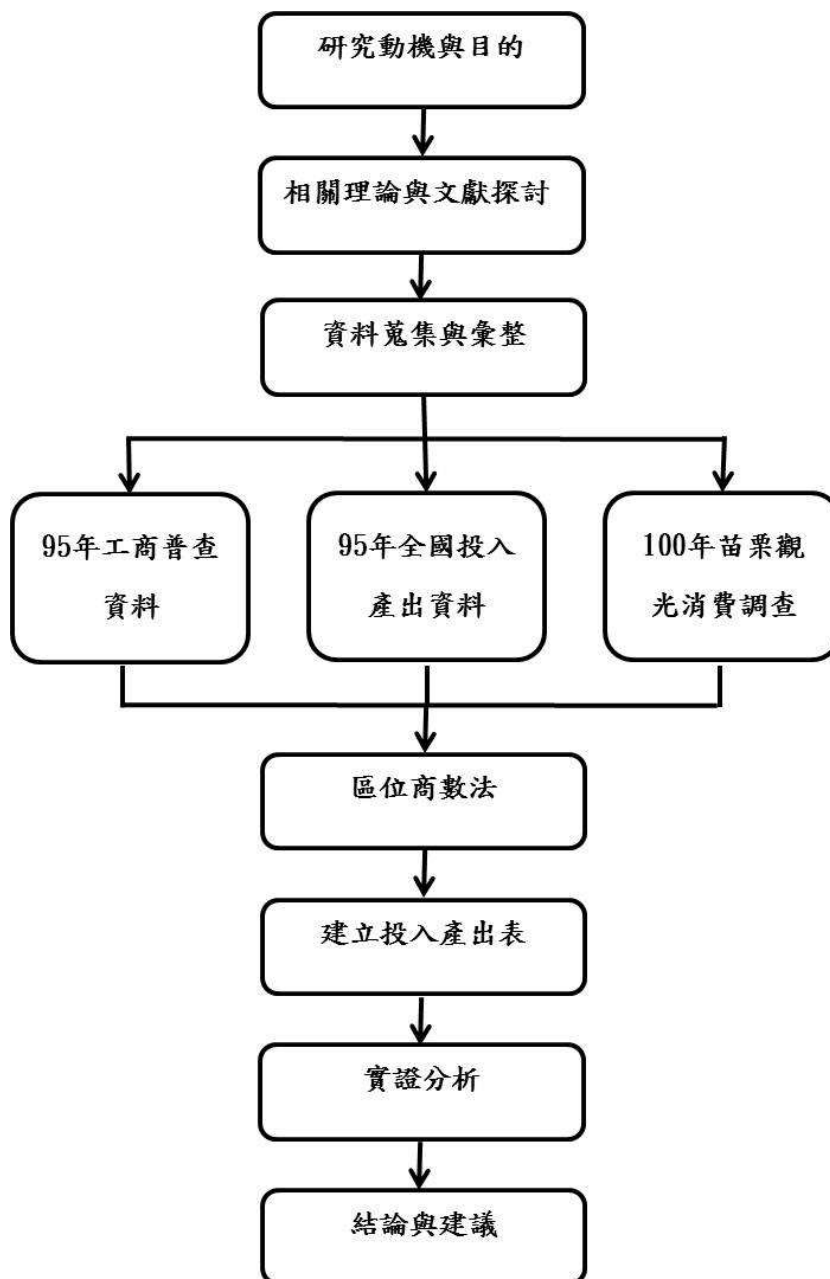 研究動機與目的
相關理論與文獻探討
資料蒐集與彙整
95年工商普查
資料
95年全國投入
產出資料
100年苗栗觀
光消費調查
區位商數法
建立投入產出表
實證分析
結論與建議